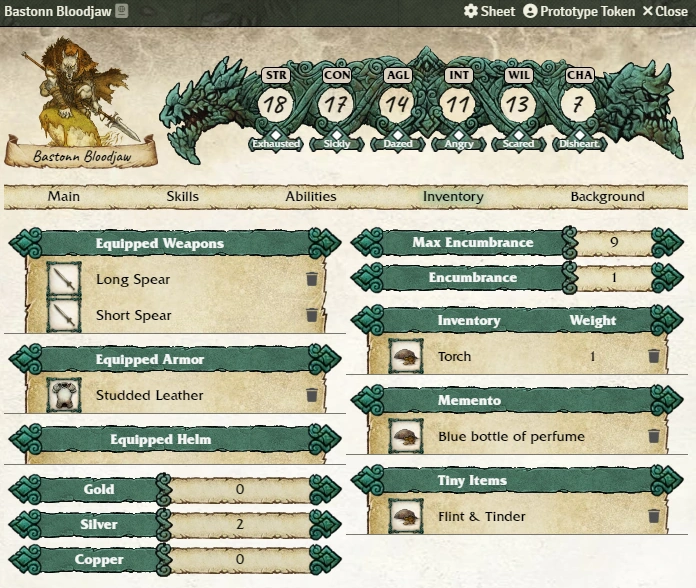 Bastonn Bloodjaw
Sheet
Prototype Token
Close
STR
CON
AGL
INT
WIL
CHA
18
17
14
11
13
7
Exhausted
Sickly
Dazed
Angry
Scared
Disheart.
Bastonn Bloodjaw
Main
Skills
Abilities
Inventory
Background
Equipped Weapons
Long Spear
Short Spear
Equipped Armor
Studded Leather
Equipped Helm
Gold 0
Silver 2
Copper 0
Max Encumbrance 9
Encumbrance 1
Inventory Weight
Torch 1
Memento
Blue bottle of perfume
Tiny Items
Flint & Tinder